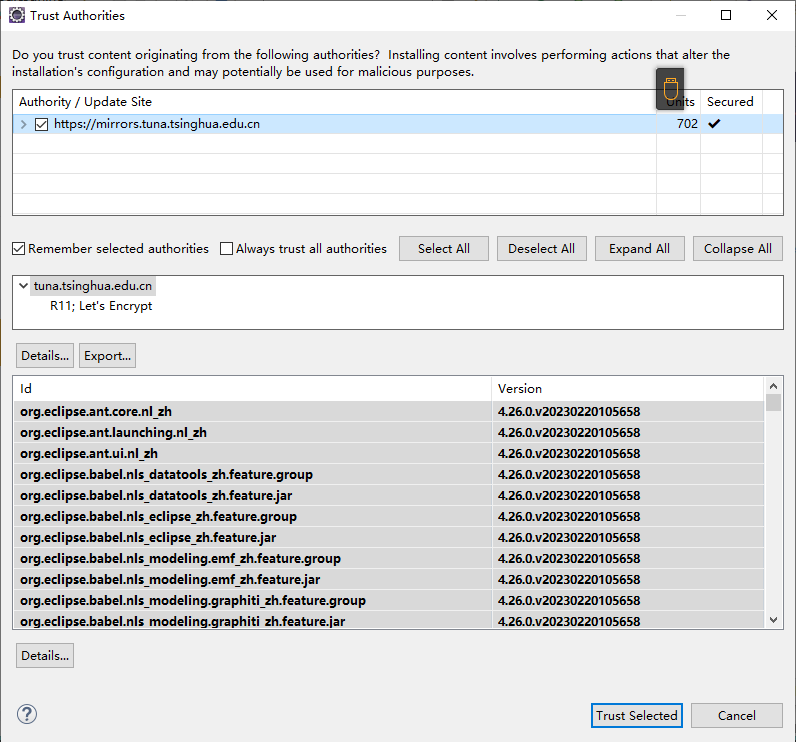 Trust Authorities
Do you trust content originating from the following authorities?  Installing content involves performing actions that alter the
installation's configuration and may potentially be used for malicious purposes.
Authority / Update Site Units Secured
https://mirrors.tuna.tsinghua.edu.cn 702
Remember selected authorities Always trust all authorities Select All Deselect All Expand All Collapse All
tuna.tsinghua.edu.cn
R11; Let's Encrypt
Details... Export...
Id Version
org.eclipse.ant.core.nl_zh 4.26.0.v20230220105658
org.eclipse.ant.launching.nl_zh 4.26.0.v20230220105658
org.eclipse.ant.ui.nl_zh 4.26.0.v20230220105658
org.eclipse.babel.nls_datatools_zh.feature.group 4.26.0.v20230220105658
org.eclipse.babel.nls_datatools_zh.feature.jar 4.26.0.v20230220105658
org.eclipse.babel.nls_eclipse_zh.feature.group 4.26.0.v20230220105658
org.eclipse.babel.nls_eclipse_zh.feature.jar 4.26.0.v20230220105658
org.eclipse.babel.nls_modeling.emf_zh.feature.group 4.26.0.v20230220105658
org.eclipse.babel.nls_modeling.emf_zh.feature.jar 4.26.0.v20230220105658
org.eclipse.babel.nls_modeling.graphiti_zh.feature.group 4.26.0.v20230220105658
org.eclipse.babel.nls_modeling.graphiti_zh.feature.jar 4.26.0.v20230220105658
Details...
? Trust Selected Cancel